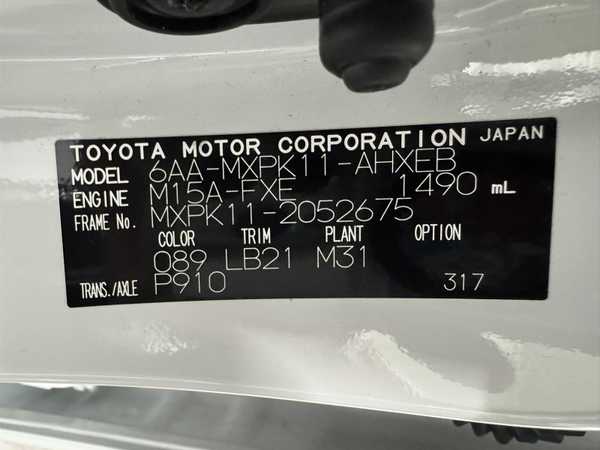 TOYOTA MOTOR CORPORATION JAPAN
MODEL 6AA-MXPK11-AHXEB
ENGINE M15A-FXE 1490 mL
FRAME No. MXPK11-2052675
COLOR TRIM PLANT OPTION
089 LB21 M31
TRANS./AXLE P910 317